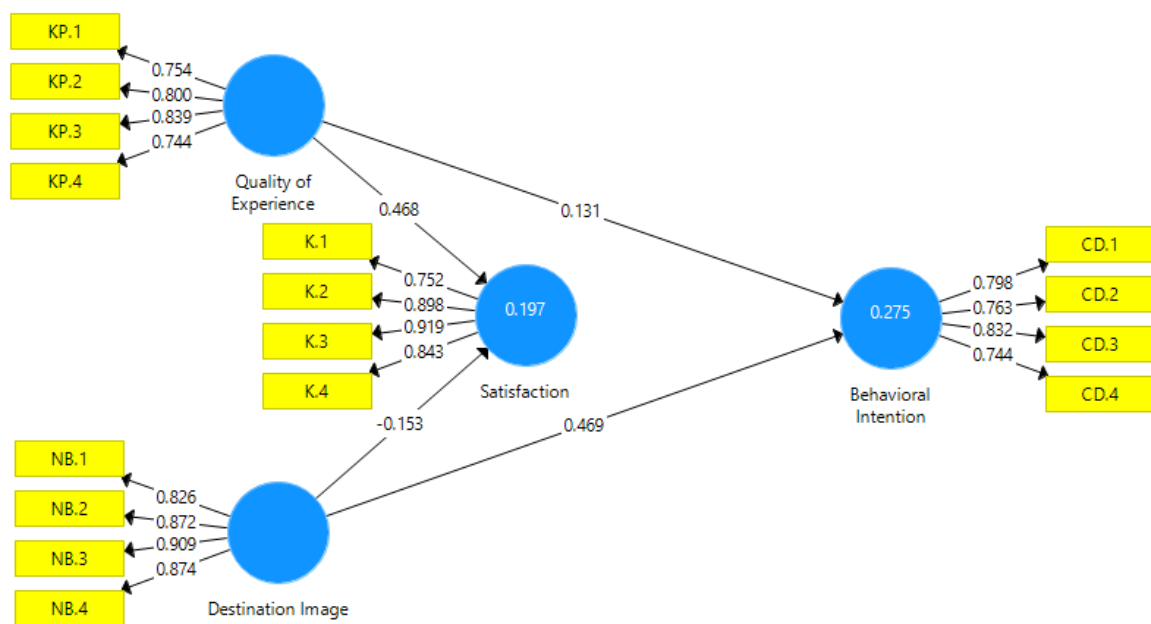 KP.1
0.754
KP.2
0.800
KP.3
0.839
KP.4
0.744
Quality of
Experience
0.468
0.131
K.1
0.752
K.2
0.898
K.3
0.919
K.4
0.843
0.197
Satisfaction
-0.153
0.275
Behavioral
Intention
CD.1
0.798
CD.2
0.763
CD.3
0.832
CD.4
0.744
0.469
NB.1
0.826
NB.2
0.872
NB.3
0.909
NB.4
0.874
Destination Image